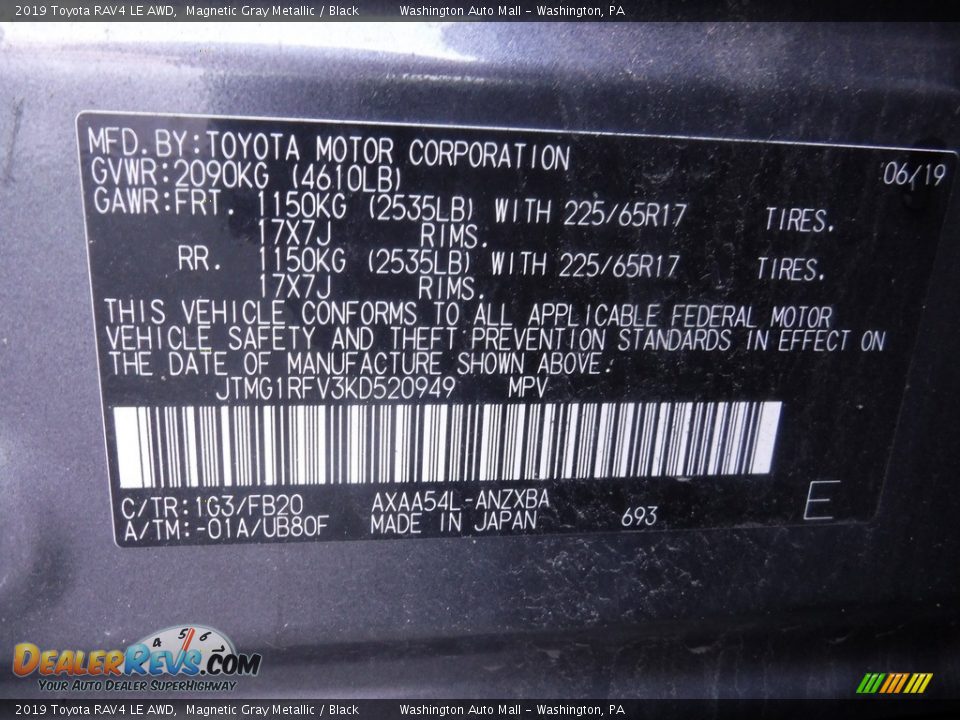 2019 Toyota RAV4 LE AWD, Magnetic Gray Metallic / Black Washington Auto Mall - Washington, PA
MFD.BY:TOYOTA MOTOR CORPORATION 06/19
GVWR:2090KG (4610LB)
GAWR:FRT. 1150KG (2535LB) WITH 225/65R17 TIRES.
17X7J RIMS.
RR. 1150KG (2535LB) WITH 225/65R17 TIRES.
17X7J RIMS.
THIS VEHICLE CONFORMS TO ALL APPLICABLE FEDERAL MOTOR
VEHICLE SAFETY AND THEFT PREVENTION STANDARDS IN EFFECT ON
THE DATE OF MANUFACTURE SHOWN ABOVE.
JTMG1RFV3KD520949 MPV
C/TR:1G3/FB20 AXAA54L-ANZXBA
A/TM:-01A/UB80F MADE IN JAPAN 693 E
4 5 6 7
DealerRevs.com
Your Auto Dealer SuperHighway
2019 Toyota RAV4 LE AWD, Magnetic Gray Metallic / Black Washington Auto Mall - Washington, PA